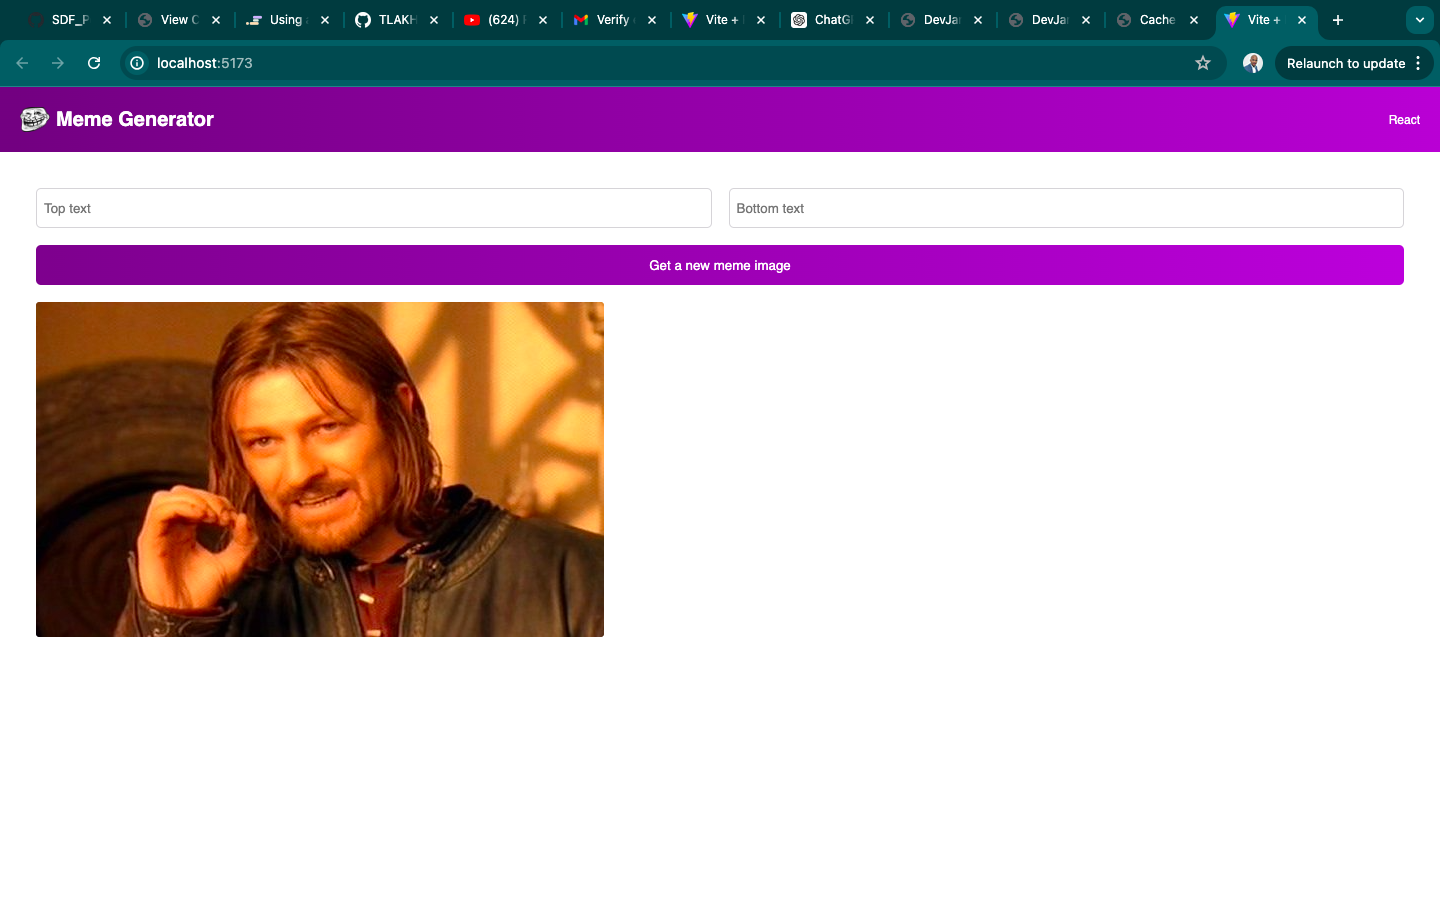 SDF_P
View C
Using
TLAKH
(624)
Verify
Vite +
ChatG
DevJa
DevJa
Cache
Vite +
localhost:5173
Relaunch to update
Meme Generator
React
Top text
Bottom text
Get a new meme image